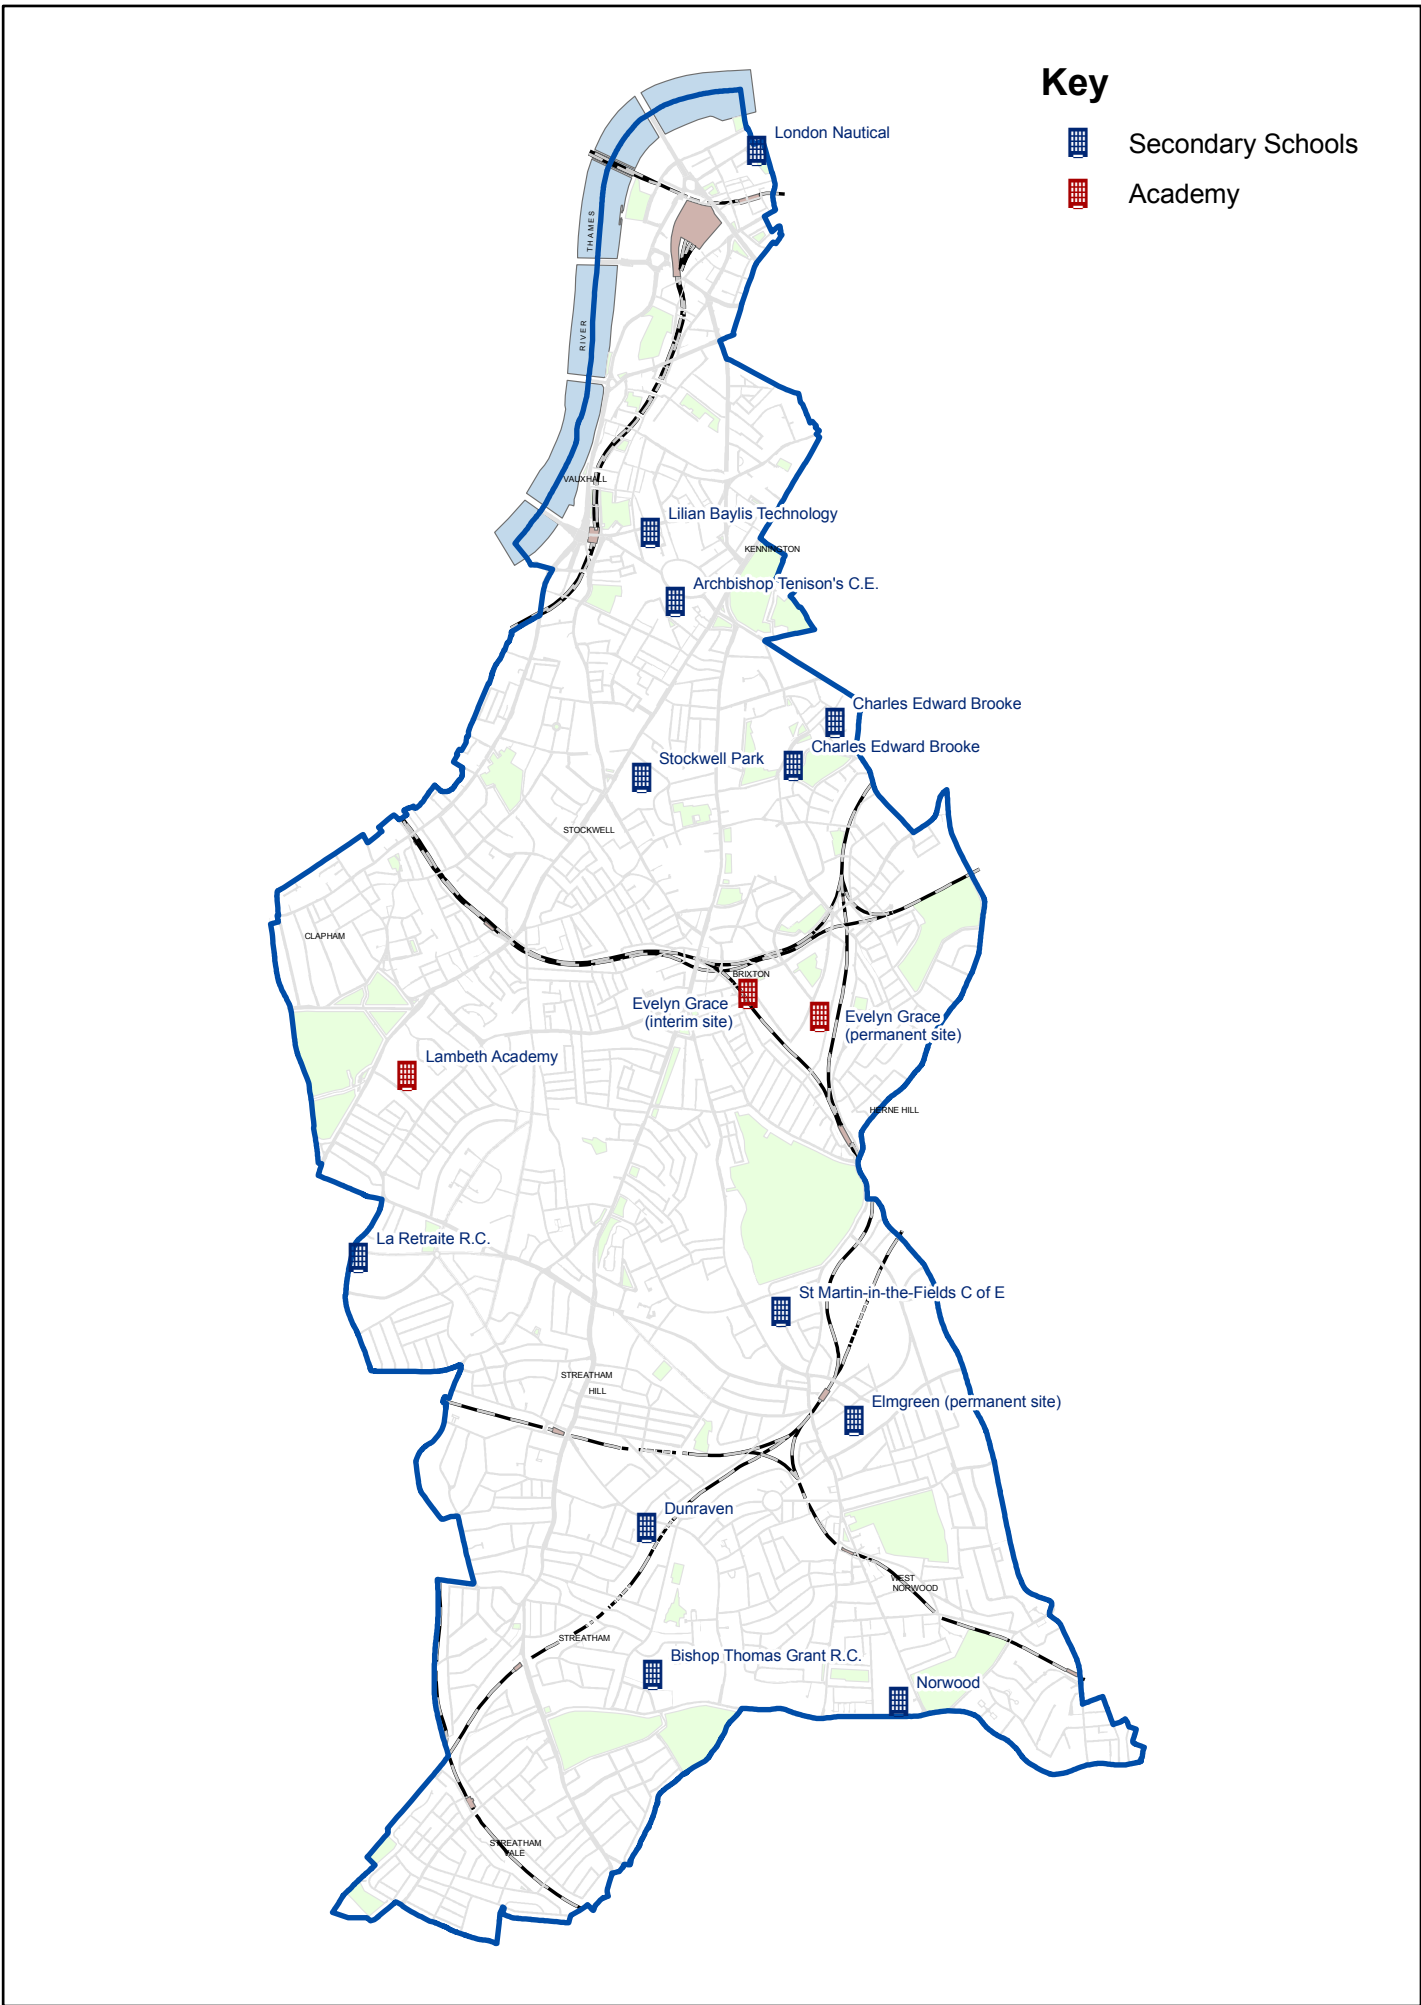 Key
Secondary Schools
Academy
London Nautical
THAMES
RIVER
VAUXHALL
Lilian Baylis Technology
KENNINGTON
Archbishop Tenison's C.E.
Charles Edward Brooke
Charles Edward Brooke
Stockwell Park
STOCKWELL
CLAPHAM
BRIXTON
Evelyn Grace
(interim site)
Evelyn Grace
(permanent site)
Lambeth Academy
HERNE HILL
La Retraite R.C.
St Martin-in-the-Fields C of E
STREATHAM
HILL
Elmgreen (permanent site)
Dunraven
WEST
NORWOOD
STREATHAM
Bishop Thomas Grant R.C.
Norwood
STREATHAM
VALE